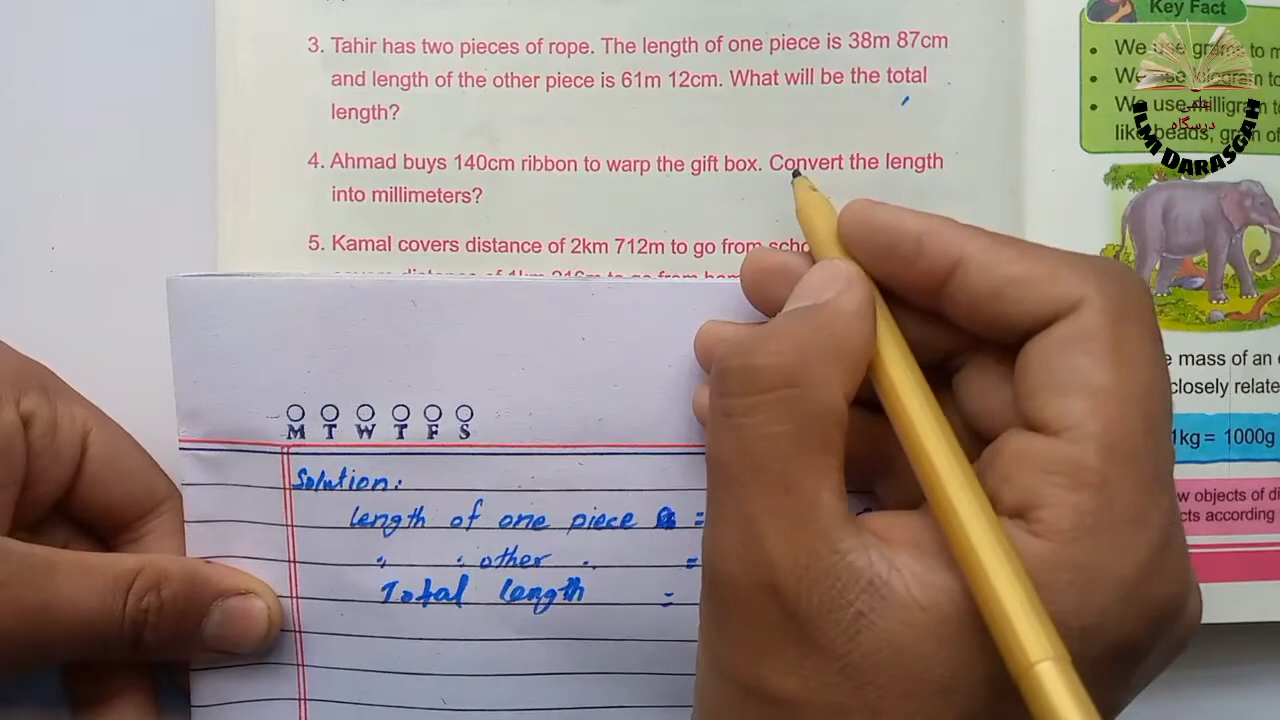 3. Tahir has two pieces of rope. The length of one piece is 38m 87cm
and length of the other piece is 61m 12cm. What will be the total
length?
4. Ahmad buys 140cm ribbon to warp the gift box. Convert the length
into millimeters?
5. Kamal covers distance of 2km 712m to go from scho
M T W T F S
Solution:
length of one piece =
" " other " =
Total length =
Key Fact
• We use grams to m
• We use kilogram to
• We use milligram t
like beads, grain of
علمی
درسگاه
ILM DARASGAH
e mass of an
closely relate
1kg = 1000g
w objects of di
cts according